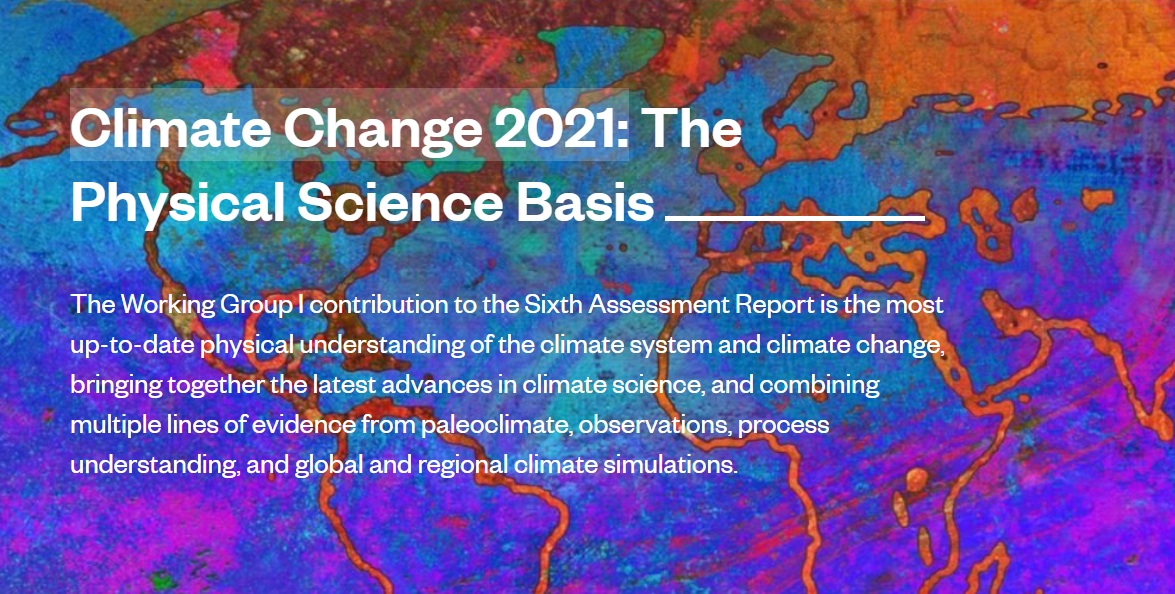 Climate Change 2021: The
Physical Science Basis
The Working Group I contribution to the Sixth Assessment Report is the most
up-to-date physical understanding of the climate system and climate change,
bringing together the latest advances in climate science, and combining
multiple lines of evidence from paleoclimate, observations, process
understanding, and global and regional climate simulations.